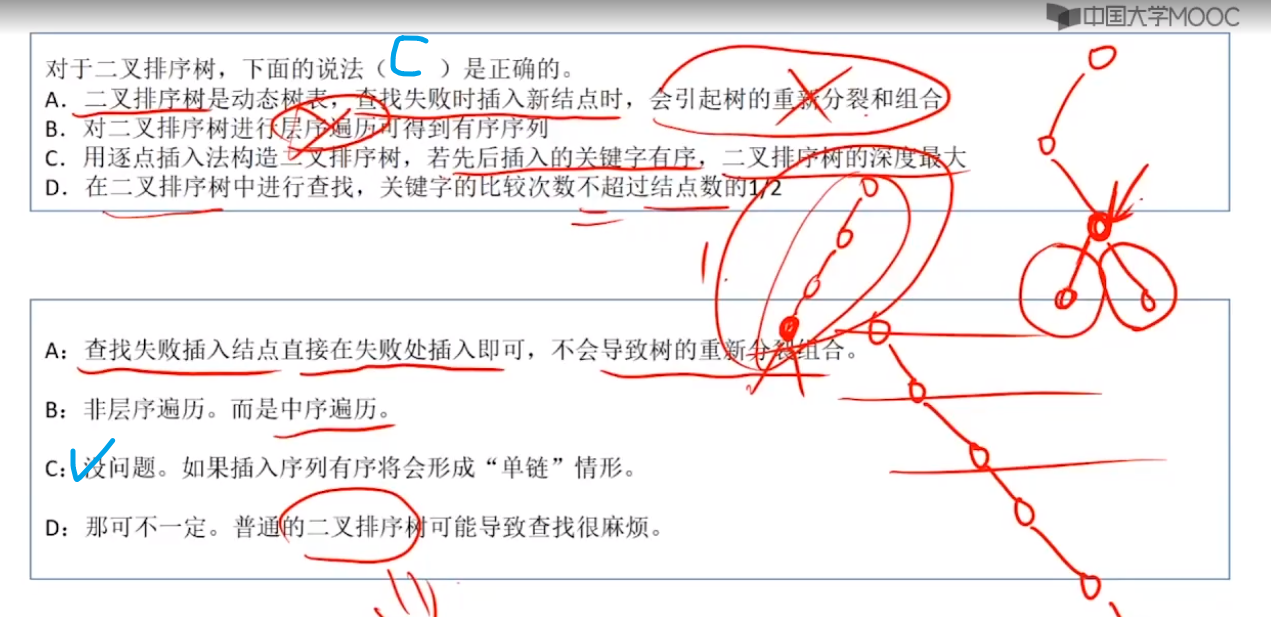 中国大学MOOC
对于二叉排序树，下面的说法（ C ）是正确的。
A．二叉排序树是动态树表，查找失败时插入新结点时，会引起树的重新分裂和组合
B．对二叉排序树进行层序遍历可得到有序序列
C．用逐点插入法构造二叉排序树，若先后插入的关键字有序，二叉排序树的深度最大
D．在二叉排序树中进行查找，关键字的比较次数不超过结点数的1/2
A：查找失败插入结点直接在失败处插入即可，不会导致树的重新分裂组合。
B：非层序遍历。而是中序遍历。
C：没问题。如果插入序列有序将会形成“单链”情形。
D：那可不一定。普通的二叉排序树可能导致查找很麻烦。